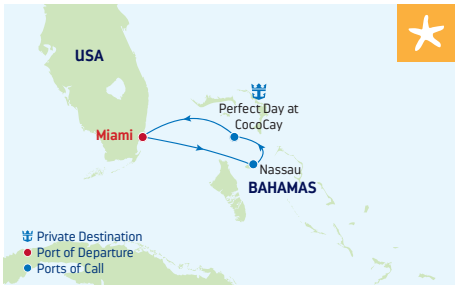 USA
Perfect Day at
CocoCay
Miami
Nassau
BAHAMAS
Private Destination
Port of Departure
Ports of Call